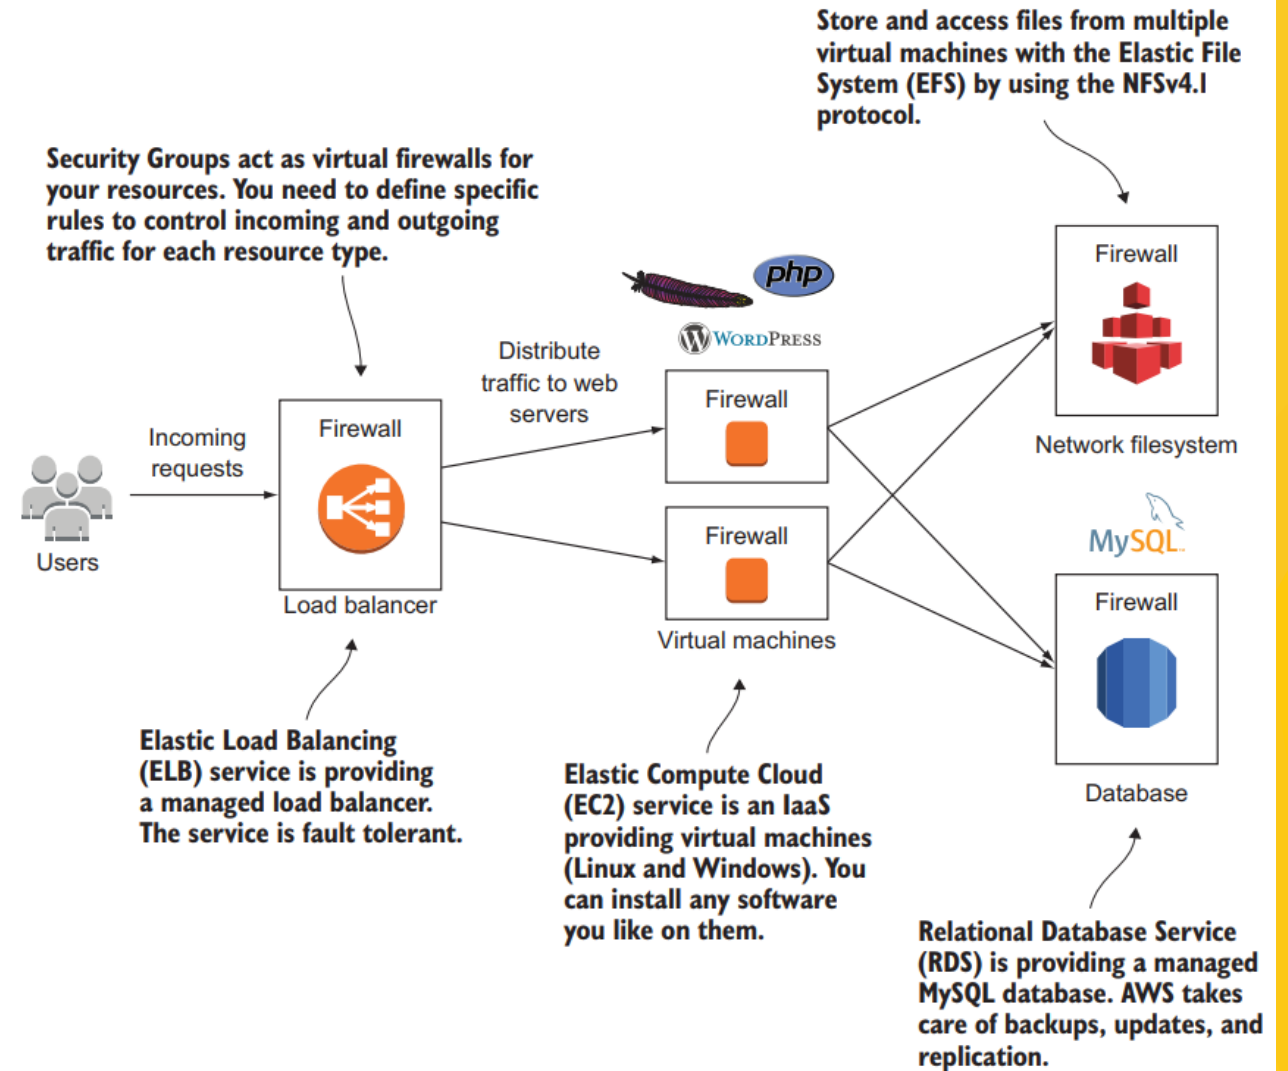 Store and access files from multiple
virtual machines with the Elastic File
System (EFS) by using the NFSv4.1
protocol.
Security Groups act as virtual firewalls for
your resources. You need to define specific
rules to control incoming and outgoing
traffic for each resource type.
Firewall
Network filesystem
php
WORDPRESS
Distribute
traffic to web
servers
Firewall
Firewall
Virtual machines
Incoming
requests
Users
Firewall
Load balancer
MySQL
Firewall
Database
Elastic Load Balancing
(ELB) service is providing
a managed load balancer.
The service is fault tolerant.
Elastic Compute Cloud
(EC2) service is an IaaS
providing virtual machines
(Linux and Windows). You
can install any software
you like on them.
Relational Database Service
(RDS) is providing a managed
MySQL database. AWS takes
care of backups, updates, and
replication.